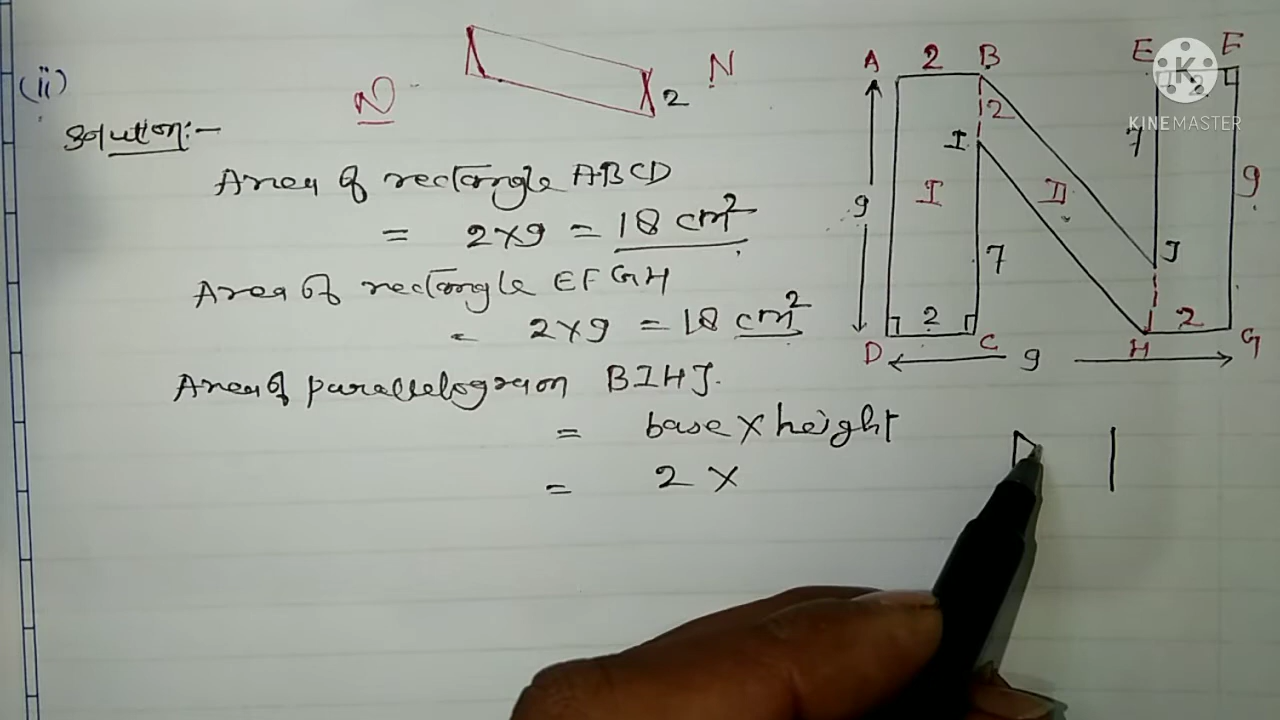 (ii)
Solution:-
N
2
N
Area of rectangle ABCD
= 2×9 = 18 cm²
Area of rectangle EFGH
= 2×9 = 18 cm²
Area of parallelogram BIHJ.
= base × height
= 2 ×
A 2 B E F
2 2
K
KINEMASTER
I 7
9 I II 9
7 J
2 2
D C H G
9